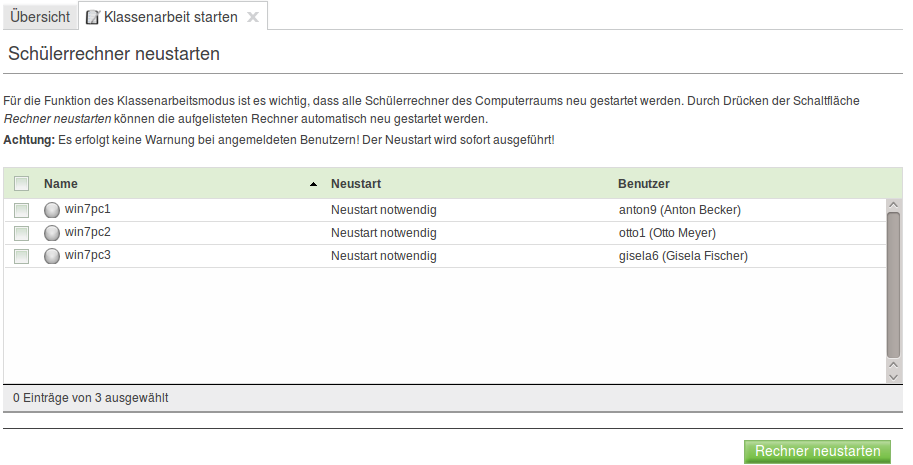 Übersicht Klassenarbeit starten
Schülerrechner neustarten
Für die Funktion des Klassenarbeitsmodus ist es wichtig, dass alle Schülerrechner des Computerraums neu gestartet werden. Durch Drücken der Schaltfläche
Rechner neustarten können die aufgelisteten Rechner automatisch neu gestartet werden.
Achtung: Es erfolgt keine Warnung bei angemeldeten Benutzern! Der Neustart wird sofort ausgeführt!
Name Neustart Benutzer
win7pc1 Neustart notwendig anton9 (Anton Becker)
win7pc2 Neustart notwendig otto1 (Otto Meyer)
win7pc3 Neustart notwendig gisela6 (Gisela Fischer)
0 Einträge von 3 ausgewählt
Rechner neustarten